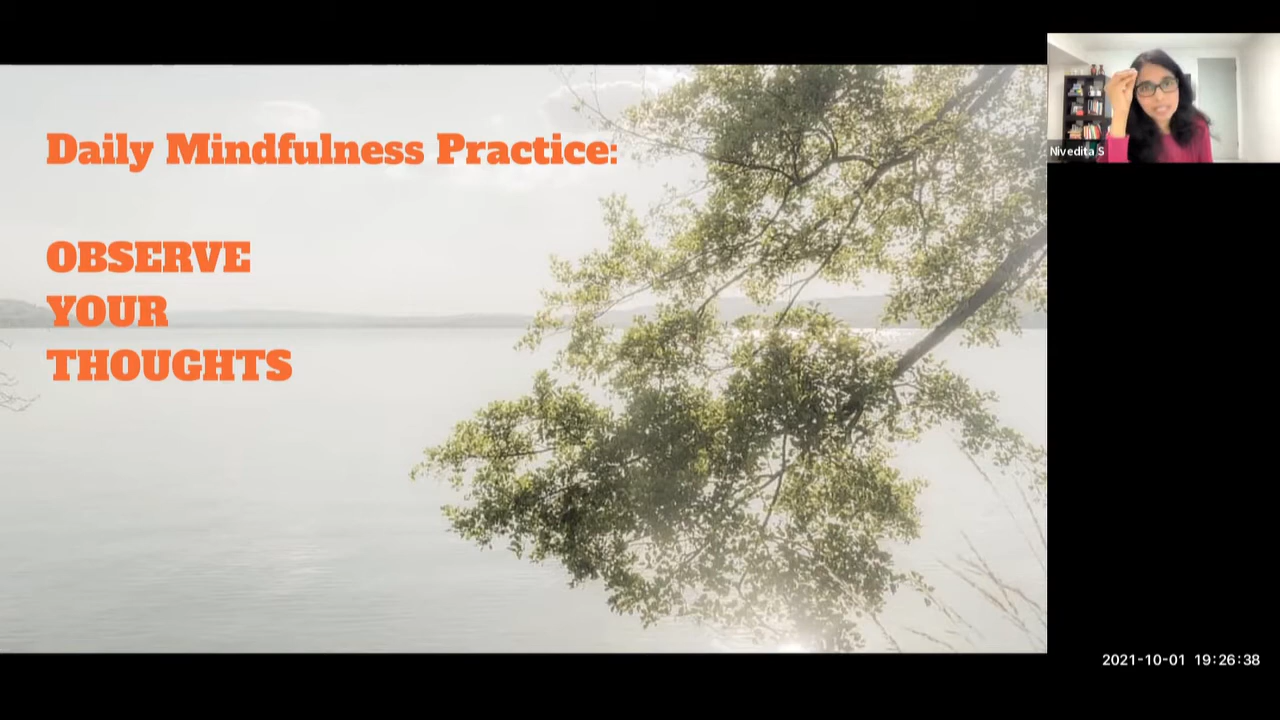 Daily Mindfulness Practice:
OBSERVE
YOUR
THOUGHTS
Nivedita S
2021-10-01 19:26:38